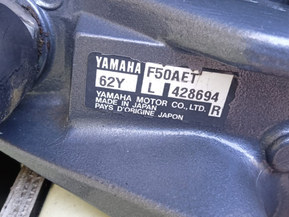 YAMAHA F50AET
62Y L 428694 R
YAMAHA MOTOR CO., LTD.
MADE IN JAPAN
PAYS D'ORIGINE JAPON